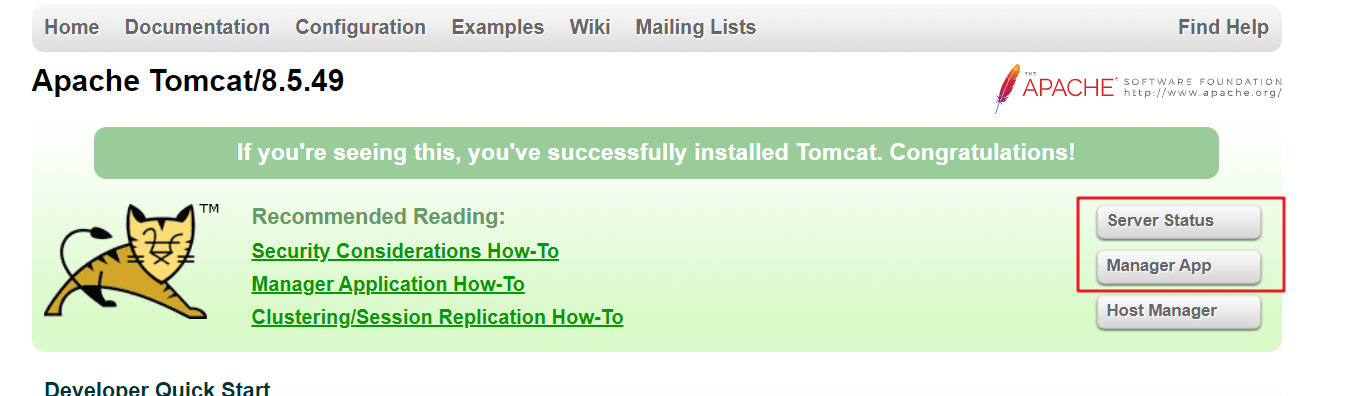 Home Documentation Configuration Examples Wiki Mailing Lists Find Help
Apache Tomcat/8.5.49
THE APACHE SOFTWARE FOUNDATION
http://www.apache.org/
If you're seeing this, you've successfully installed Tomcat. Congratulations!
TM
Recommended Reading:
Security Considerations How-To
Manager Application How-To
Clustering/Session Replication How-To
Server Status
Manager App
Host Manager
Developer Quick Start